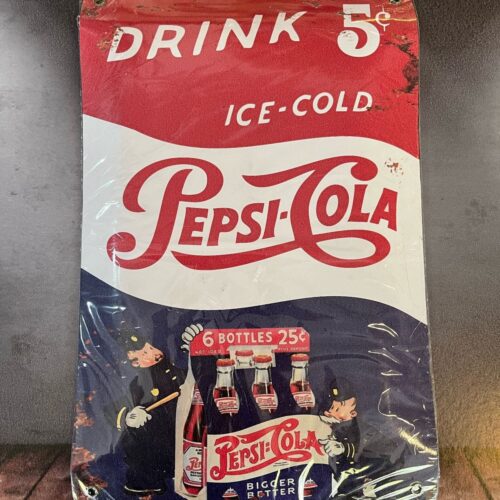 DRINK 5¢
ICE-COLD
PEPSI-COLA
6 BOTTLES 25¢
PEPSI-COLA
BIGGER
BETTER